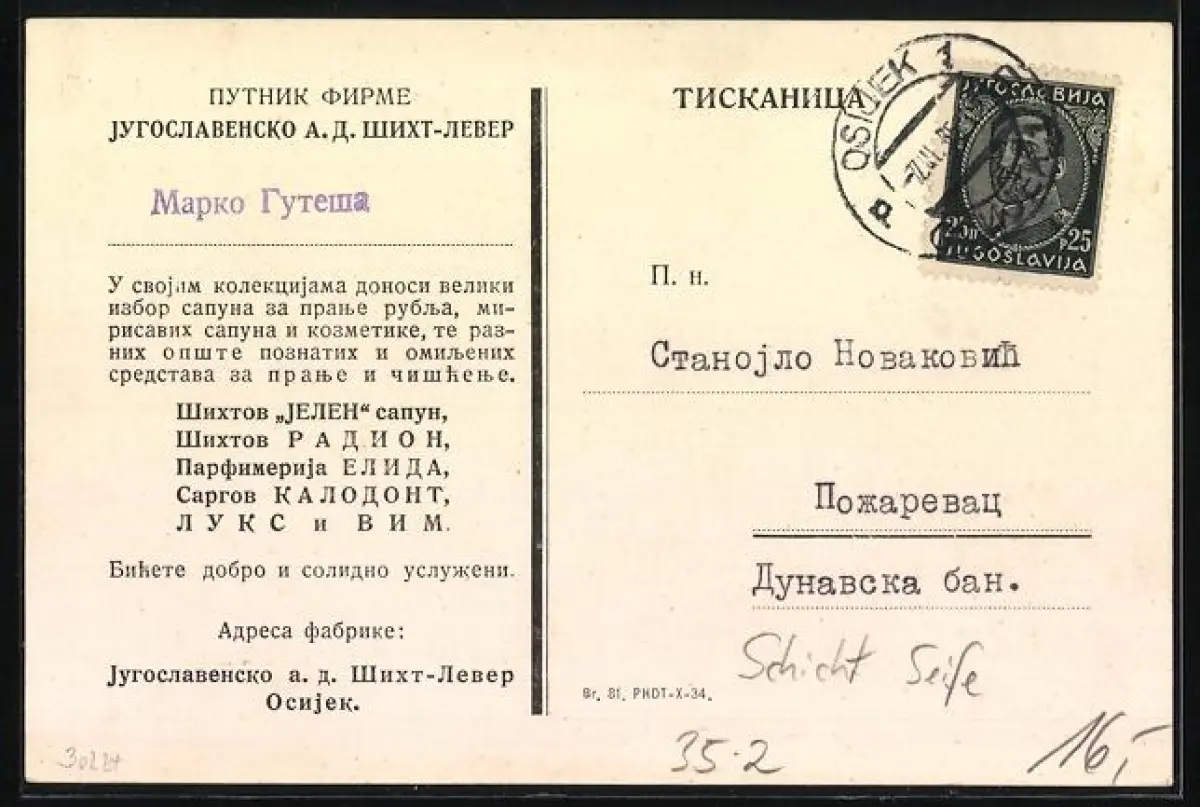 ПУТНИК ФИРМЕ
ЈУГОСЛАВЕНСКО А. Д. ШИХТ-ЛЕВЕР
Марко Гутеша
У својим колекцијама доноси велики
избор сапуна за прање рубља, ми-
рисавих сапуна и козметике, те раз-
них опште познатих и омиљених
средстава за прање и чишћење.
Шихтов „ЈЕЛЕН“ сапун,
Шихтов РАДИОН,
Парфимерија ЕЛИДА,
Саргов КАЛОДОНТ,
ЛУКС и ВИМ.
Бићете добро и солидно услужени.
Адреса фабрике:
Југославенско а. д. Шихт-Левер
Осијек.
ТИСКАНИЦА
OSIJEK 1
ЈУГОСЛАВИЈА
P25
JUGOSLAVIJA
П. н.
Станојло Новаковић
Пожаревац
Дунавска бан.
Schicht Seife
Br. 81. PHDT-X-34.
35-2
16,-